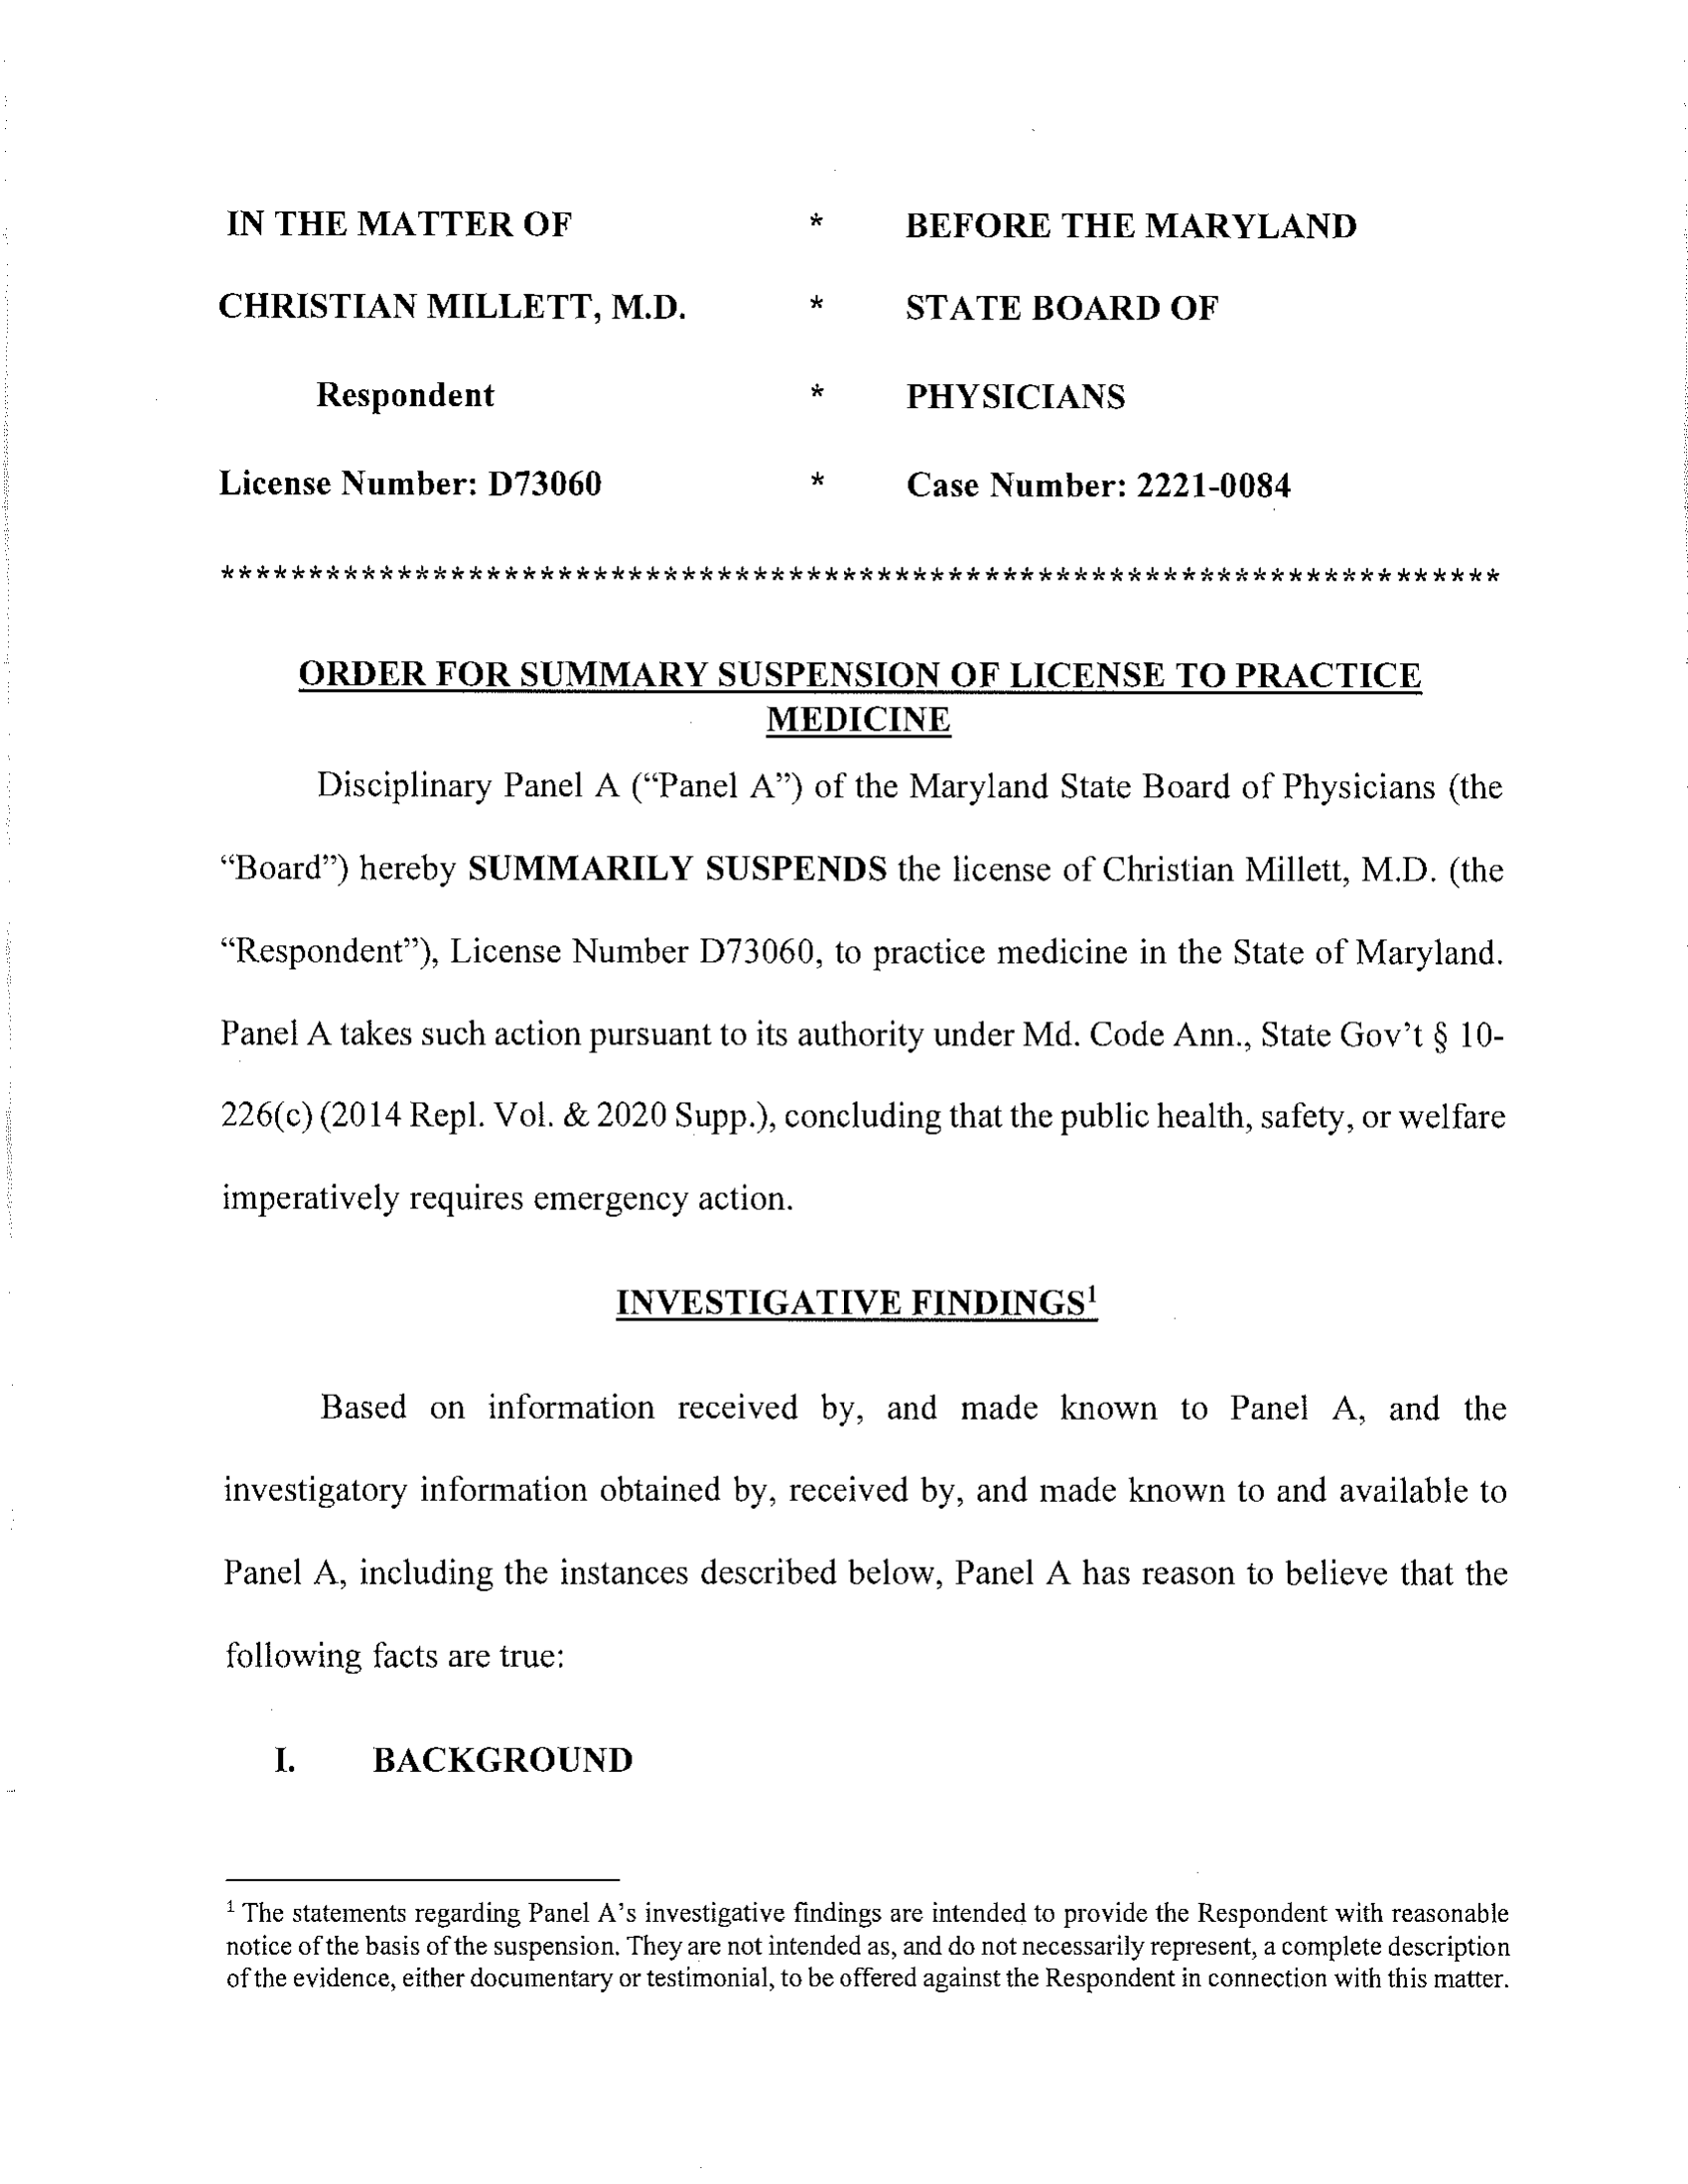 IN THE MATTER OF * BEFORE THE MARYLAND
CHRISTIAN MILLETT, M.D. * STATE BOARD OF
Respondent * PHYSICIANS
License Number: D73060 * Case Number: 2221-0084
************************************************************************
ORDER FOR SUMMARY SUSPENSION OF LICENSE TO PRACTICE
MEDICINE
Disciplinary Panel A (“Panel A”) of the Maryland State Board of Physicians (the
“Board”) hereby SUMMARILY SUSPENDS the license of Christian Millett, M.D. (the
“Respondent”), License Number D73060, to practice medicine in the State of Maryland.
Panel A takes such action pursuant to its authority under Md. Code Ann., State Gov’t § 10-
226(c) (2014 Repl. Vol. & 2020 Supp.), concluding that the public health, safety, or welfare
imperatively requires emergency action.
INVESTIGATIVE FINDINGS¹
Based on information received by, and made known to Panel A, and the
investigatory information obtained by, received by, and made known to and available to
Panel A, including the instances described below, Panel A has reason to believe that the
following facts are true:
I. BACKGROUND
¹ The statements regarding Panel A’s investigative findings are intended to provide the Respondent with reasonable
notice of the basis of the suspension. They are not intended as, and do not necessarily represent, a complete description
of the evidence, either documentary or testimonial, to be offered against the Respondent in connection with this matter.